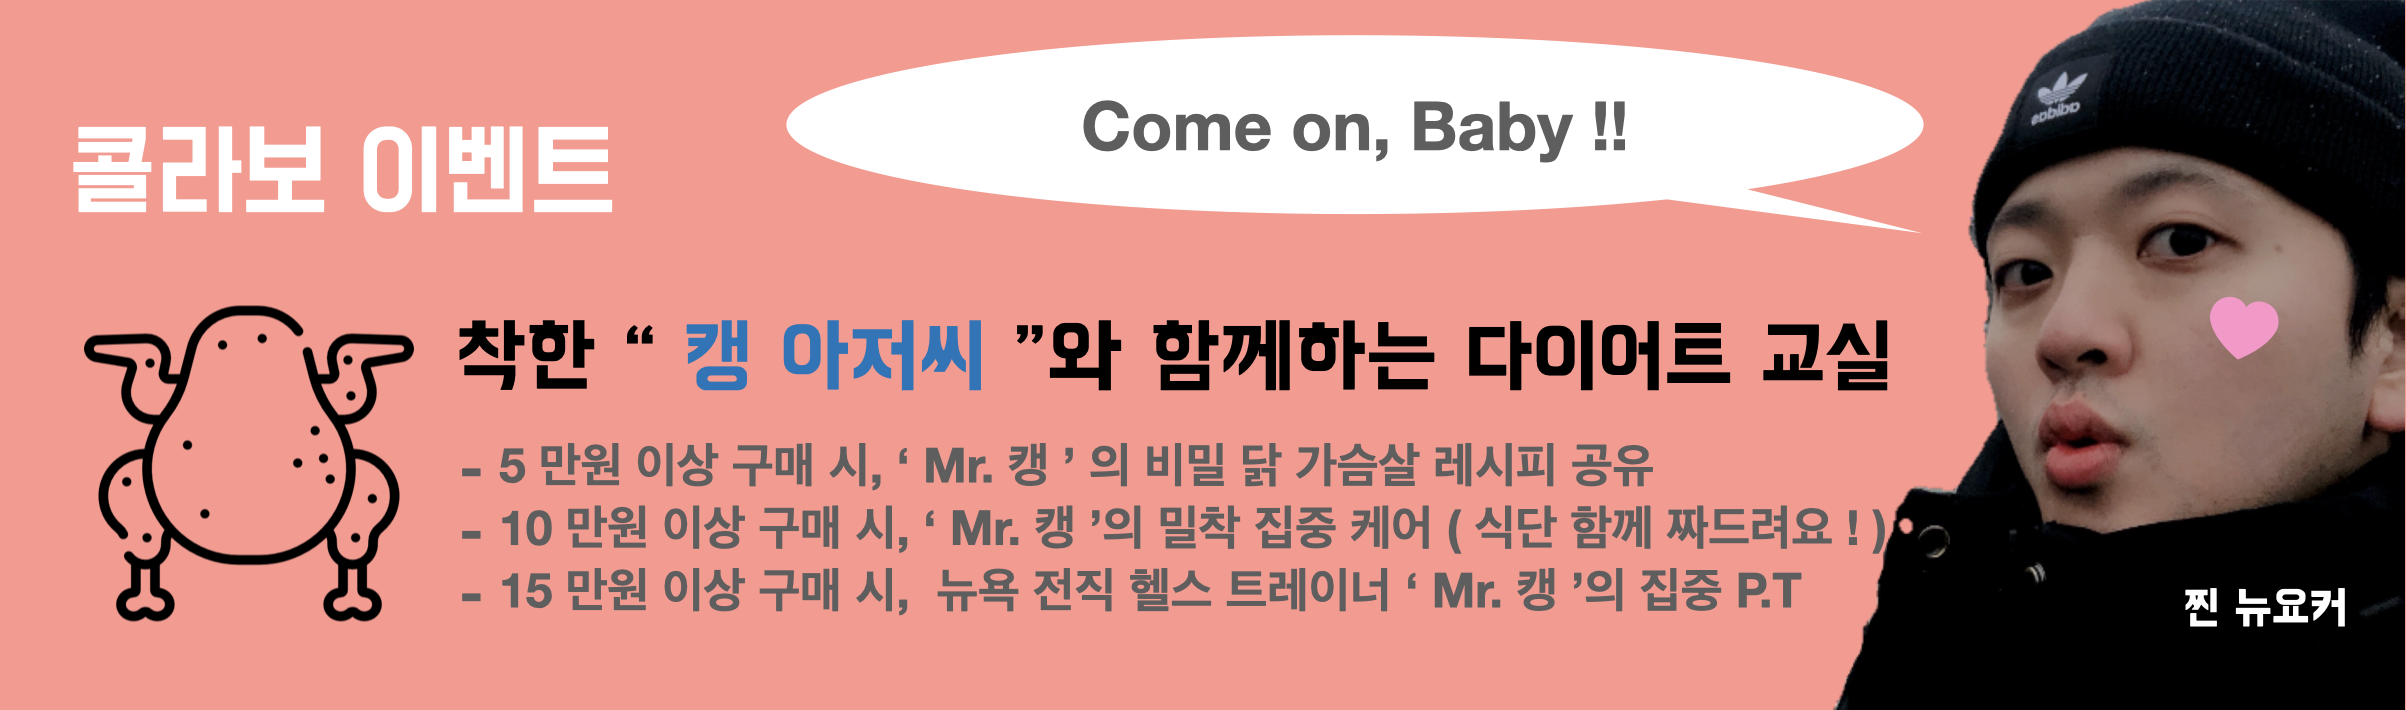 콜라보 이벤트
Come on, Baby !!
adidas
착한 “ 캥 아저씨 ”와 함께하는 다이어트 교실
- 5 만원 이상 구매 시, ‘ Mr. 캥 ’ 의 비밀 닭 가슴살 레시피 공유
- 10 만원 이상 구매 시, ‘ Mr. 캥 ’의 밀착 집중 케어 ( 식단 함께 짜드려요 ! )
- 15 만원 이상 구매 시, 뉴욕 전직 헬스 트레이너 ‘ Mr. 캥 ’의 집중 P.T
찐 뉴요커